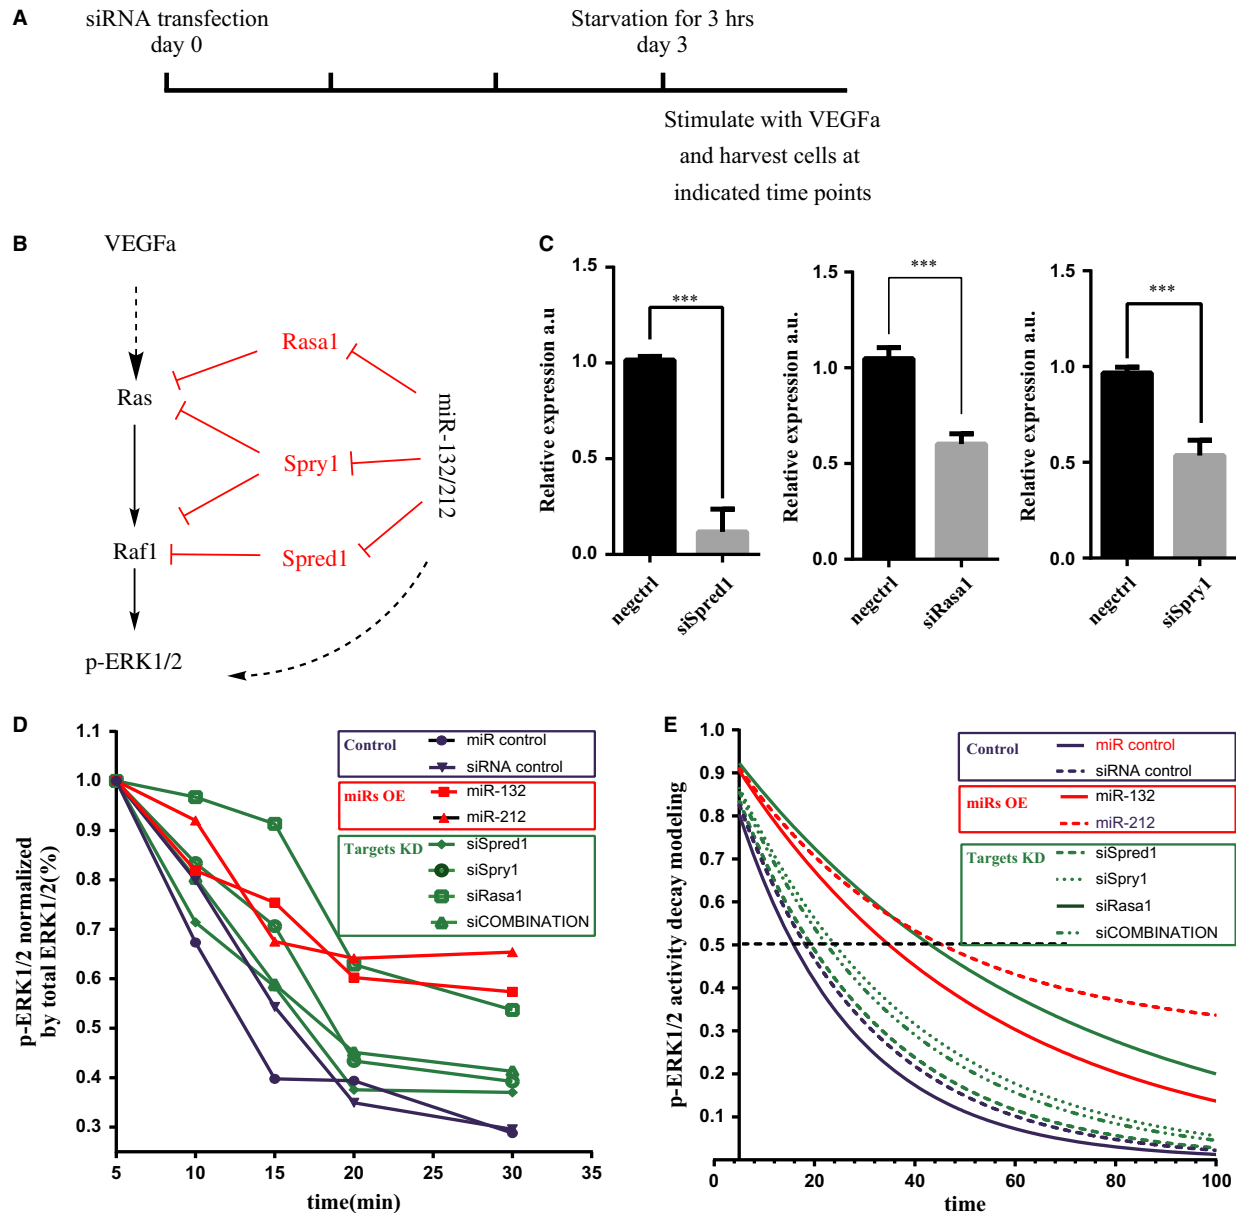 A
siRNA transfection
day 0
Starvation for 3 hrs
day 3
Stimulate with VEGFa
and harvest cells at
indicated time points
B
VEGFa
Ras
Raf1
p-ERK1/2
Rasa1
Spry1
Spred1
miR-132/212
C
Relative expression a.u
1.5
1.0
0.5
0.0
***
negctrl
siSpred1
Relative expression a.u.
1.5
1.0
0.5
0.0
***
negctrl
siRasa1
Relative expression a.u.
1.5
1.0
0.5
0.0
***
negctrl
siSpry1
D
p-ERK1/2 normalized
by total ERK1/2(%)
1.1
1.0
0.9
0.8
0.7
0.6
0.5
0.4
0.3
5
10
15
20
25
30
35
time(min)
Control
miR control
siRNA control
miRs OE
miR-132
miR-212
Targets KD
siSpred1
siSpry1
siRasa1
siCOMBINATION
E
p-ERK1/2 activity decay modeling
1.0
0.9
0.8
0.7
0.6
0.5
0.4
0.3
0.2
0.1
0
20
40
60
80
100
time
Control
miR control
siRNA control
miRs OE
miR-132
miR-212
Targets KD
siSpred1
siSpry1
siRasa1
siCOMBINATION